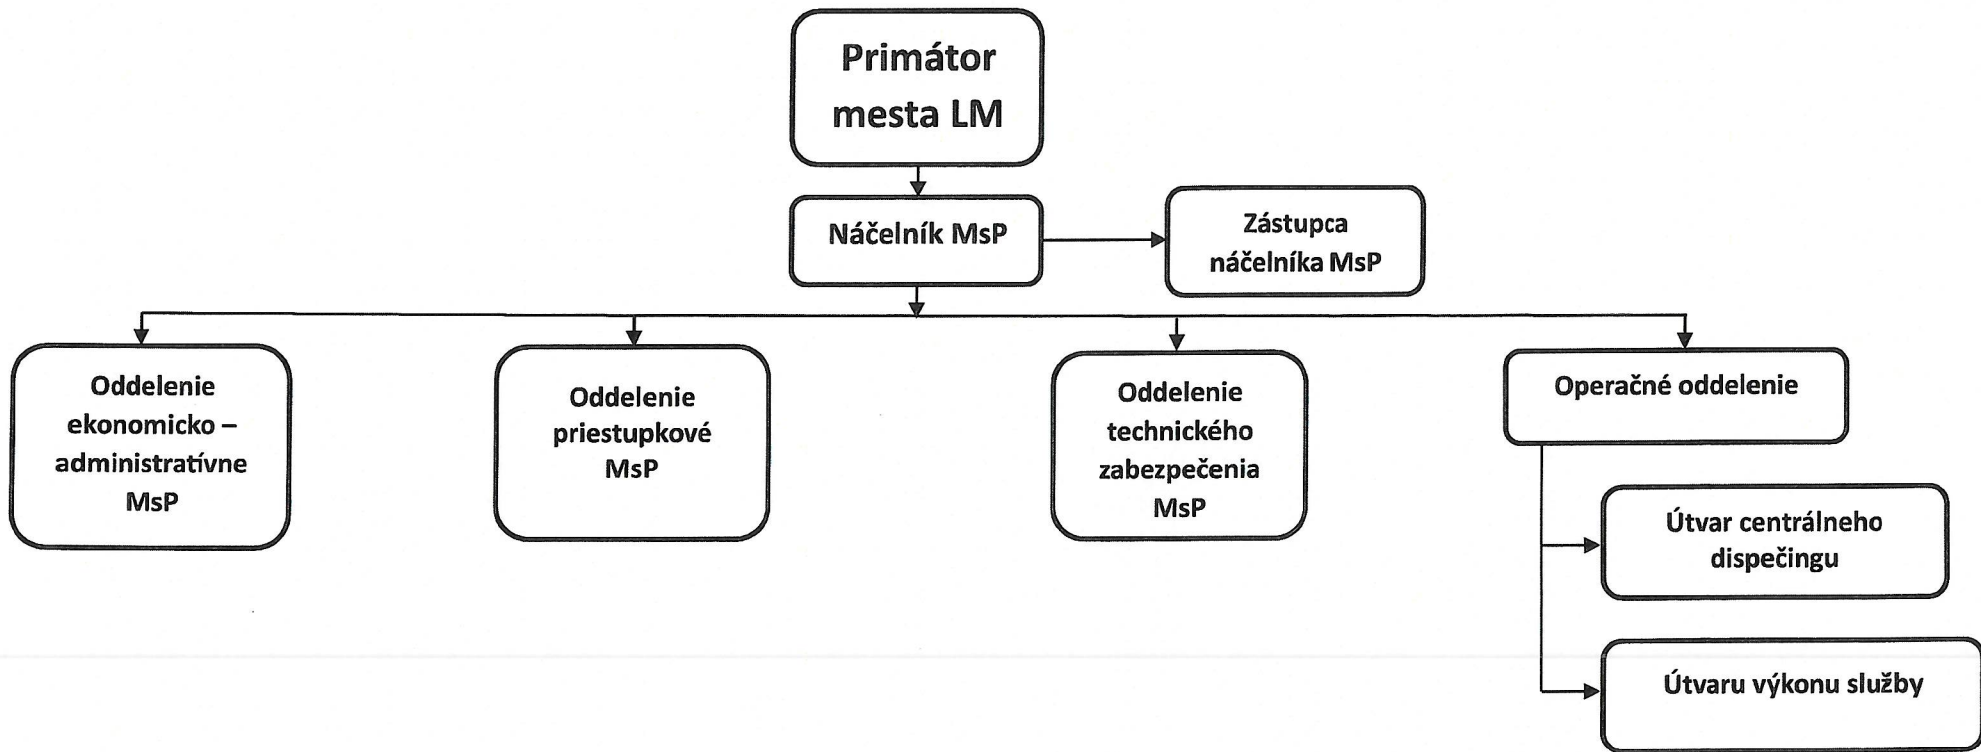 Primátor
mesta LM
Náčelník MsP
Zástupca
náčelníka MsP
Oddelenie
ekonomicko –
administratívne
MsP
Oddelenie
priestupkové
MsP
Oddelenie
technického
zabezpečenia
MsP
Operačné oddelenie
Útvar centrálneho
dispečingu
Útvaru výkonu služby